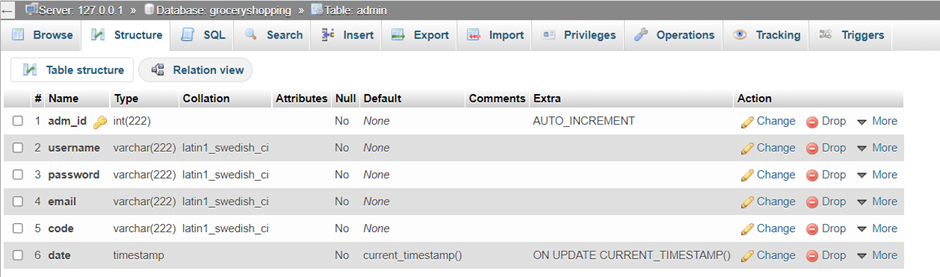 Server: 127.0.0.1 » Database: groceryshopping » Table: admin
Browse Structure SQL Search Insert Export Import Privileges Operations Tracking Triggers
Table structure Relation view
# Name Type Collation Attributes Null Default Comments Extra Action
1 adm_id int(222) No None AUTO_INCREMENT Change Drop More
2 username varchar(222) latin1_swedish_ci No None Change Drop More
3 password varchar(222) latin1_swedish_ci No None Change Drop More
4 email varchar(222) latin1_swedish_ci No None Change Drop More
5 code varchar(222) latin1_swedish_ci No None Change Drop More
6 date timestamp No current_timestamp() ON UPDATE CURRENT_TIMESTAMP() Change Drop More